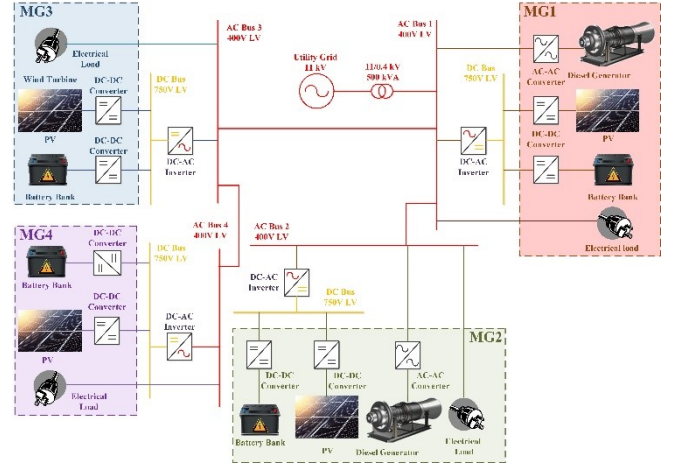 MG3
Electrical
Load
Wind Turbine
DC-DC
Converter
PV
DC-DC
Converter
Battery Bank
DC Bus
750V LV
DC-AC
Inverter
AC Bus 3
400V LV
Utility Grid
11 kV
11/0.4 kV
500 kVA
AC Bus 1
400V LV
MG1
AC-AC
Converter
Diesel Generator
DC Bus
750V LV
DC-AC
Inverter
DC-DC
Converter
PV
DC-DC
Converter
Battery Bank
Electrical load
MG4
DC-DC
Converter
Battery Bank
DC-DC
Converter
PV
Electrical
Load
DC Bus
750V LV
DC-AC
Inverter
AC Bus 4
400V LV
AC Bus 2
400V LV
DC-AC
Inverter
DC Bus
750V LV
MG2
DC-DC
Converter
DC-DC
Converter
AC-AC
Converter
Battery Bank
PV
Diesel Generator
Electrical
Load